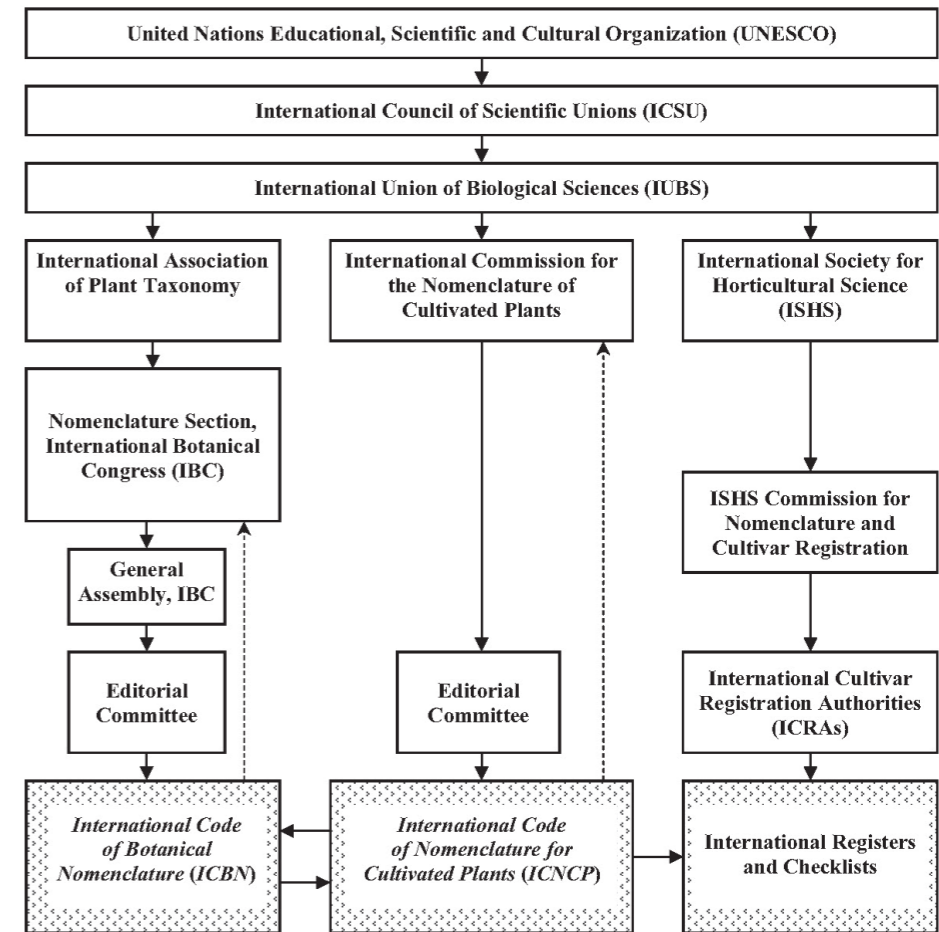 United Nations Educational, Scientific and Cultural Organization (UNESCO)
International Council of Scientific Unions (ICSU)
International Union of Biological Sciences (IUBS)
International Association
of Plant Taxonomy
International Commission for
the Nomenclature of
Cultivated Plants
International Society for
Horticultural Science
(ISHS)
Nomenclature Section,
International Botanical
Congress (IBC)
ISHS Commission for
Nomenclature and
Cultivar Registration
General
Assembly, IBC
Editorial
Committee
Editorial
Committee
International Cultivar
Registration Authorities
(ICRAs)
International Code
of Botanical
Nomenclature (ICBN)
International Code
of Nomenclature for
Cultivated Plants (ICNCP)
International Registers
and Checklists